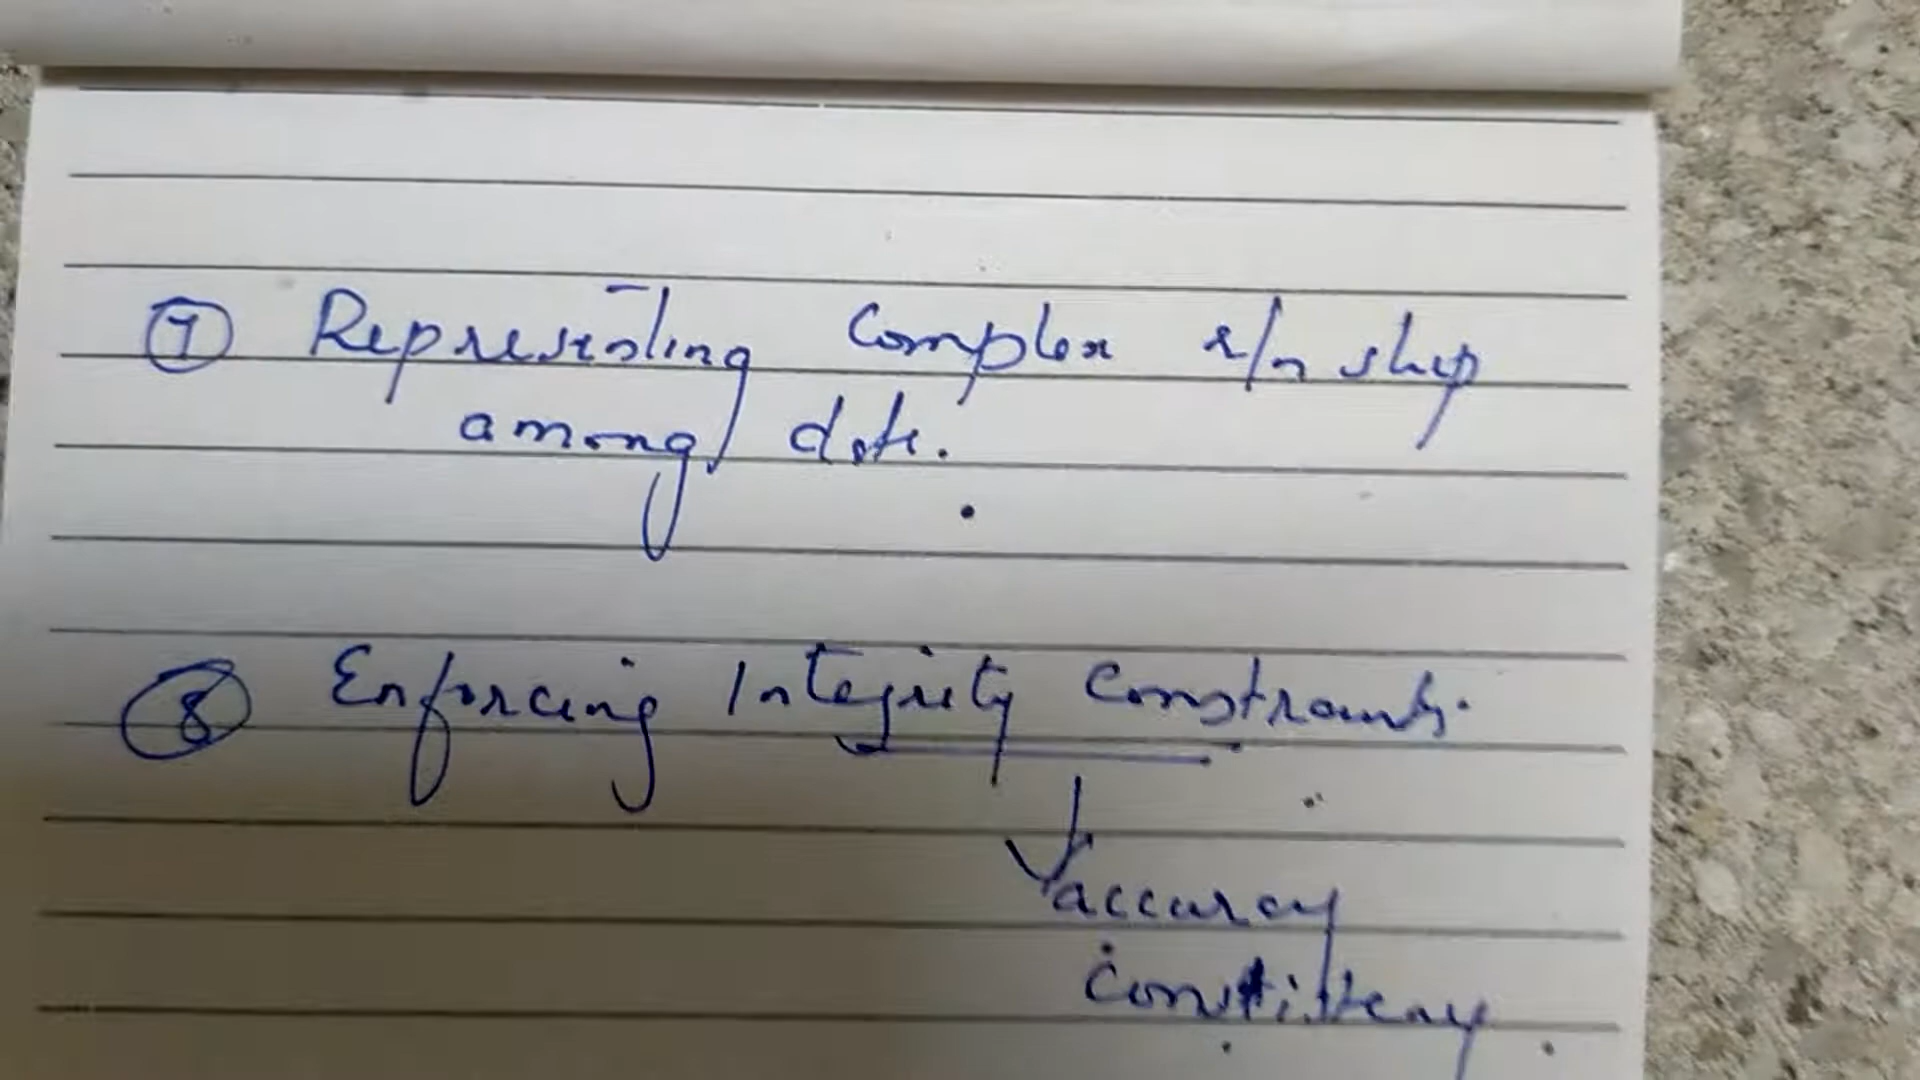 ⑦ Representing Complex r/n ship
among data.
⑧ Enforcing Integrity Constraints.
accuracy
consistency